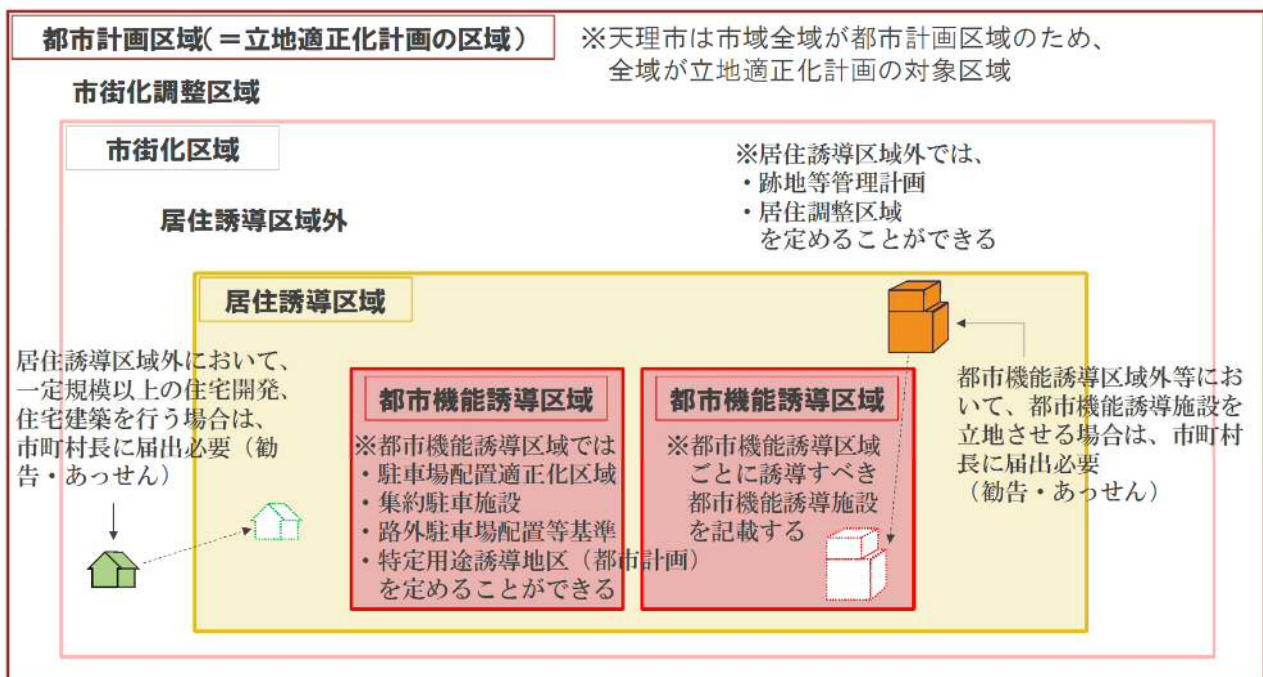 都市計画区域(＝立地適正化計画の区域)
※天理市は市域全域が都市計画区域のため、
全域が立地適正化計画の対象区域
市街化調整区域
市街化区域
※居住誘導区域外では、
・跡地等管理計画
・居住調整区域
を定めることができる
居住誘導区域外
居住誘導区域
居住誘導区域外において、
一定規模以上の住宅開発、
住宅建築を行う場合は、
市町村長に届出必要（勧
告・あっせん）
都市機能誘導区域
※都市機能誘導区域では
・駐車場配置適正化区域
・集約駐車施設
・路外駐車場配置等基準
・特定用途誘導地区（都市計画）
を定めることができる
都市機能誘導区域
※都市機能誘導区域
ごとに誘導すべき
都市機能誘導施設
を記載する
都市機能誘導区域外等にお
いて、都市機能誘導施設を
立地させる場合は、市町村
長に届出必要
（勧告・あっせん）